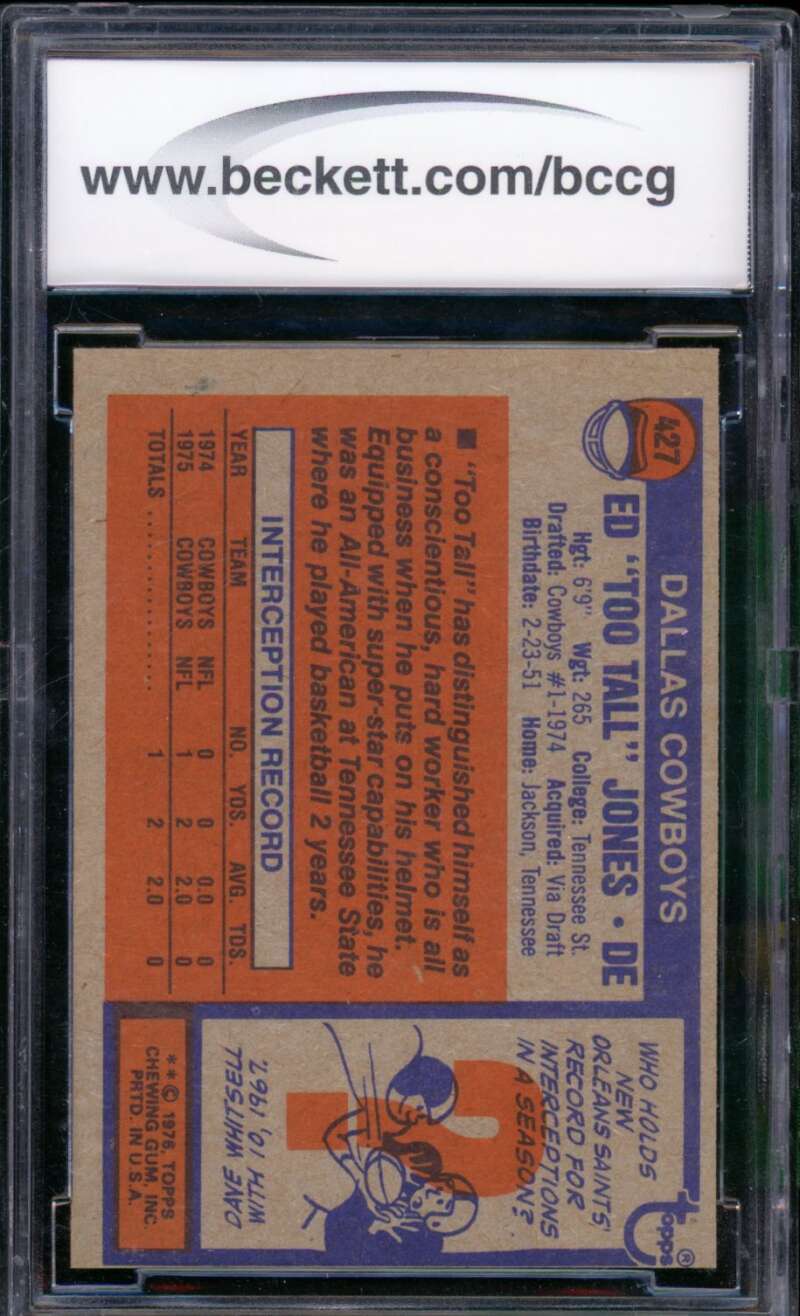 www.beckett.com/bccg
427
DALLAS COWBOYS
ED "TOO TALL" JONES • DE
Hgt: 6'9" Wgt: 265 College: Tennessee St.
Drafted: Cowboys #1-1974 Acquired: Via Draft
Birthdate: 2-23-51 Home: Jackson, Tennessee
■ "Too Tall" has distinguished himself as
a conscientious, hard worker who is all
business when he puts on his helmet.
Equipped with super-star capabilities, he
was an All-American at Tennessee State
where he played basketball 2 years.
INTERCEPTION RECORD
YEAR TEAM NO. YDS. AVG. TDS.
1974 COWBOYS NFL 0 0 0.0 0
1975 COWBOYS NFL 1 2 2.0 0
TOTALS .................. 1 2 2.0 0
topps®
WHO HOLDS
NEW
ORLEANS SAINTS'
RECORD FOR
INTERCEPTIONS
IN A SEASON?
DAVE WHITSELL
WITH 10, 1967.
**© 1976, TOPPS
CHEWING GUM, INC.
PRTD. IN U.S.A.